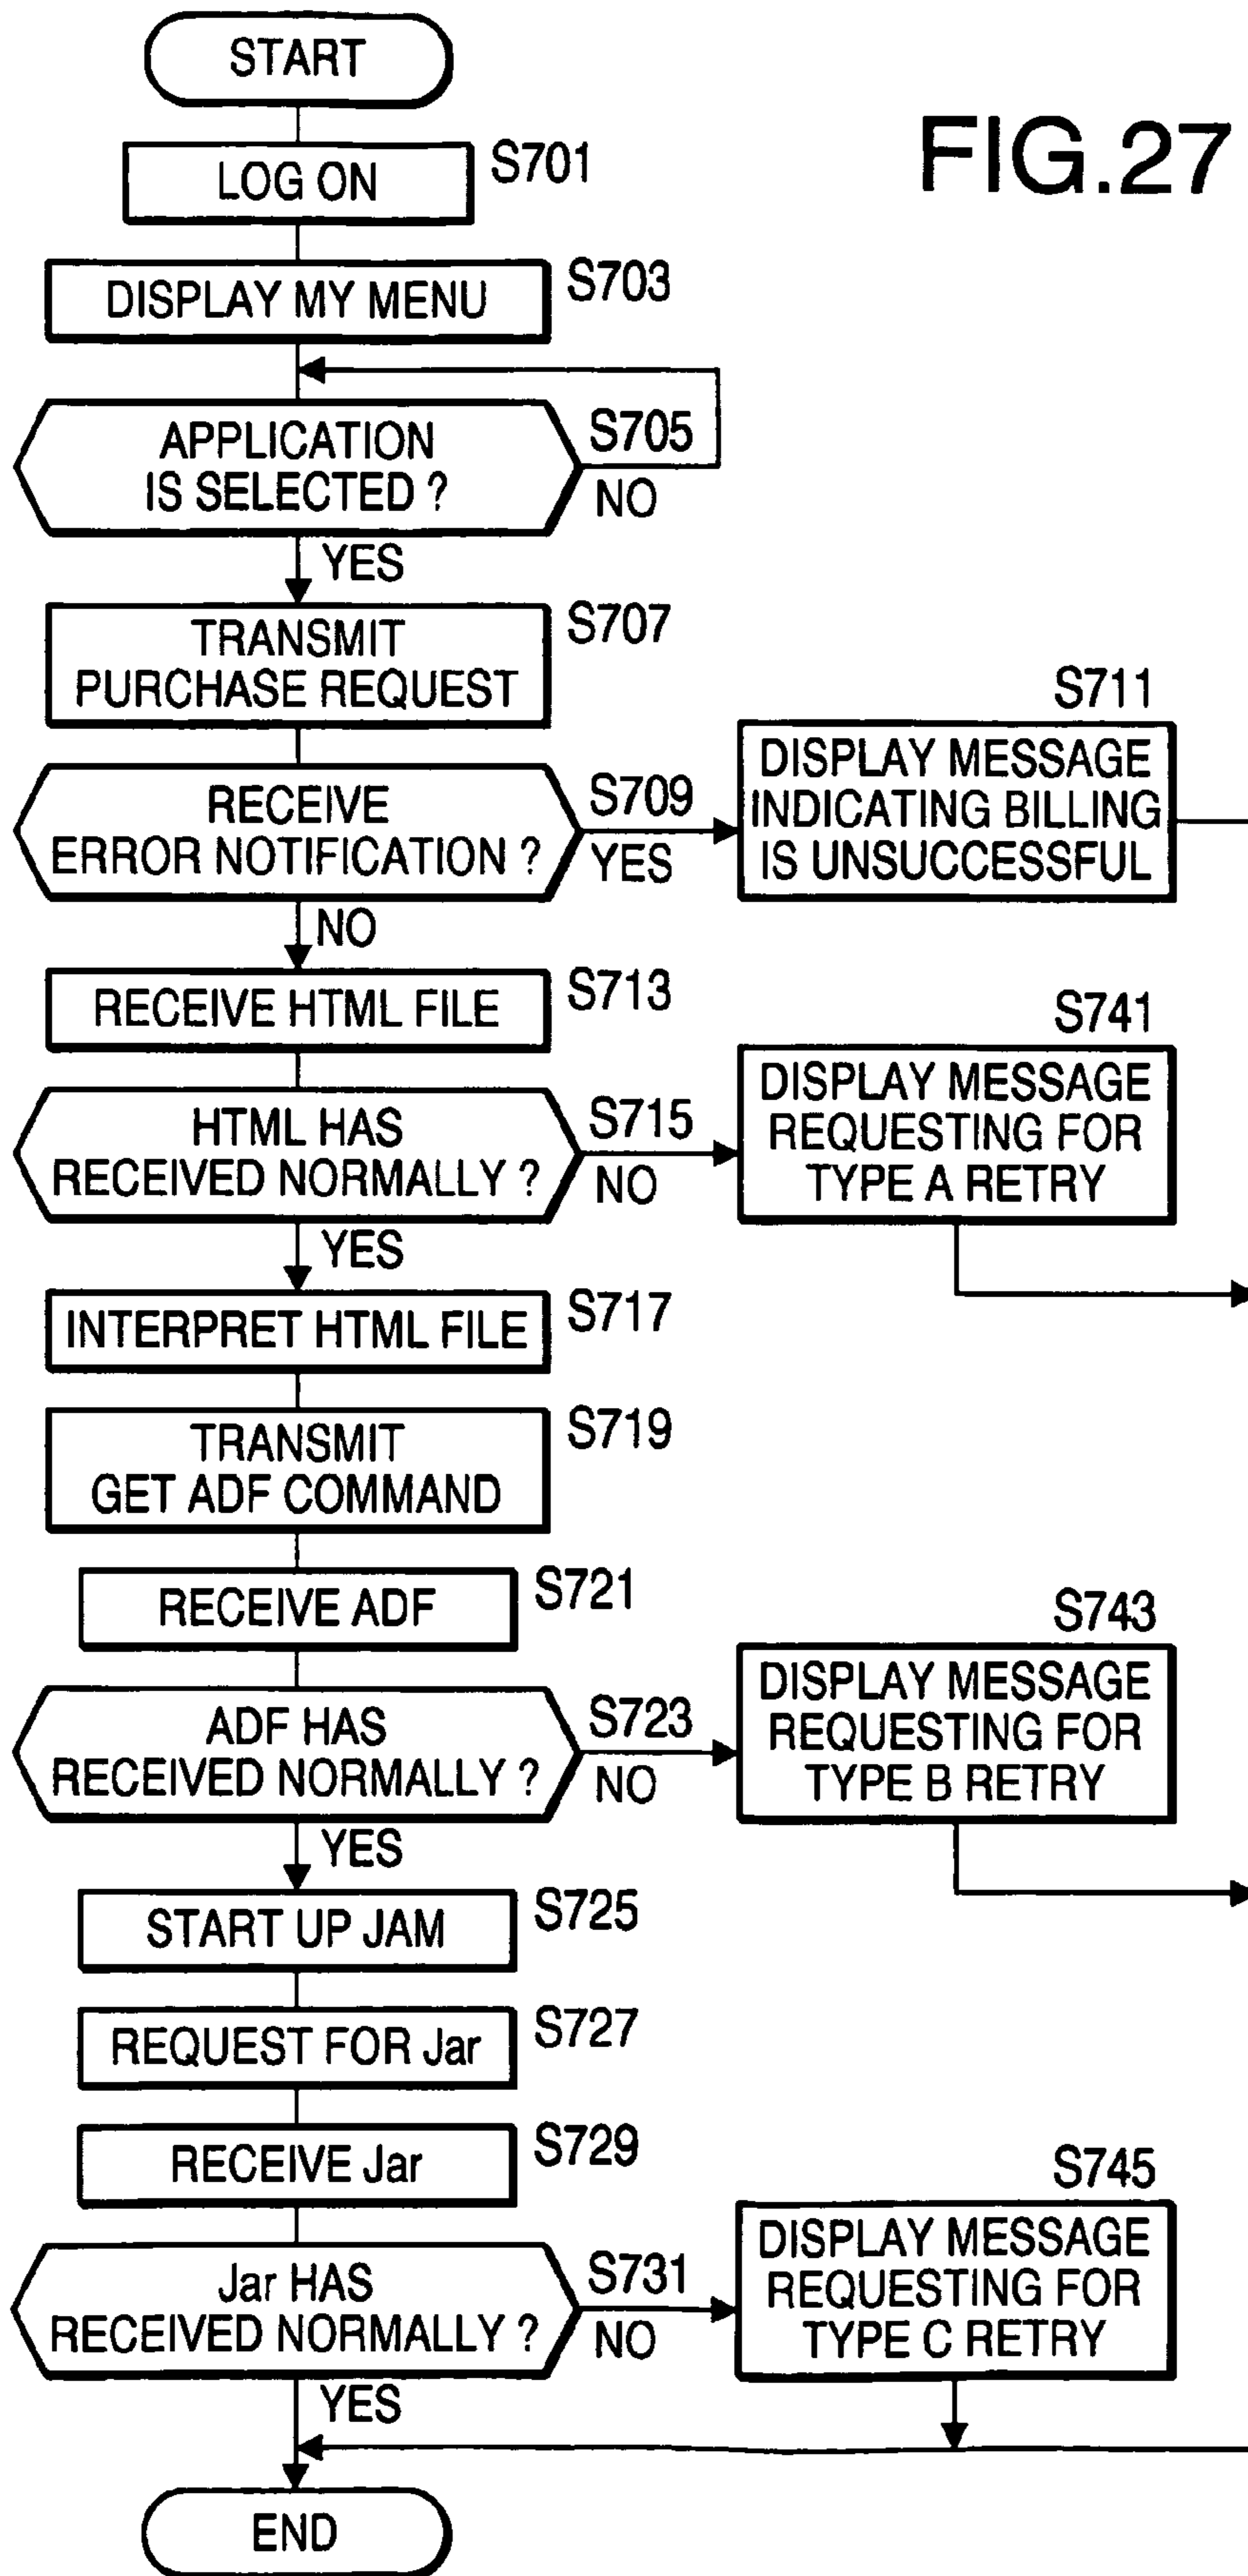 START
FIG.27
LOG ON
S701
DISPLAY MY MENU
S703
APPLICATION
IS SELECTED ?
S705
NO
YES
TRANSMIT
PURCHASE REQUEST
S707
RECEIVE
ERROR NOTIFICATION ?
S709
YES
S711
DISPLAY MESSAGE
INDICATING BILLING
IS UNSUCCESSFUL
NO
RECEIVE HTML FILE
S713
HTML HAS
RECEIVED NORMALLY ?
S715
NO
S741
DISPLAY MESSAGE
REQUESTING FOR
TYPE A RETRY
YES
INTERPRET HTML FILE
S717
TRANSMIT
GET ADF COMMAND
S719
RECEIVE ADF
S721
ADF HAS
RECEIVED NORMALLY ?
S723
NO
S743
DISPLAY MESSAGE
REQUESTING FOR
TYPE B RETRY
YES
START UP JAM
S725
REQUEST FOR Jar
S727
RECEIVE Jar
S729
Jar HAS
RECEIVED NORMALLY ?
S731
NO
S745
DISPLAY MESSAGE
REQUESTING FOR
TYPE C RETRY
YES
END